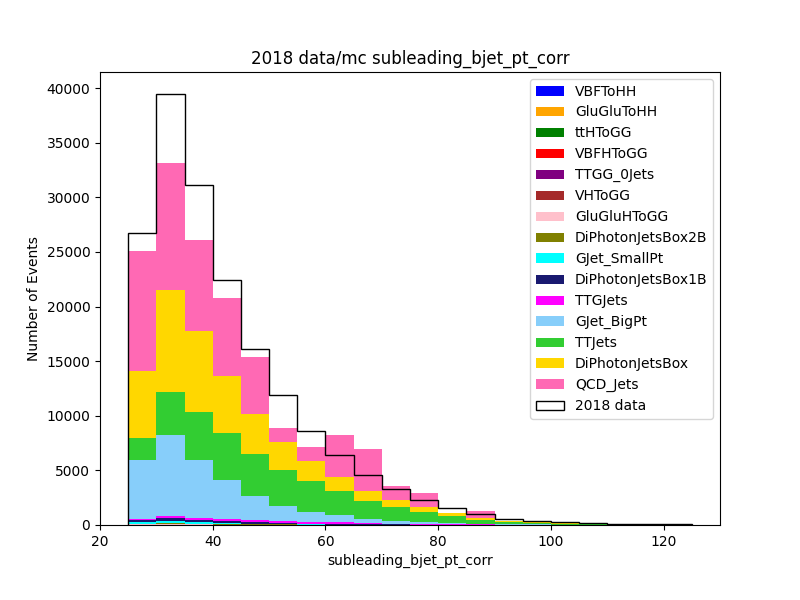 2018 data/mc subleading_bjet_pt_corr
40000
35000
30000
25000
20000
15000
10000
5000
0
Number of Events
20
40
60
80
100
120
subleading_bjet_pt_corr
VBFToHH
GluGluToHH
ttHToGG
VBFHToGG
TTGG_0Jets
VHToGG
GluGluHToGG
DiPhotonJetsBox2B
GJet_SmallPt
DiPhotonJetsBox1B
TTGJets
GJet_BigPt
TTJets
DiPhotonJetsBox
QCD_Jets
2018 data